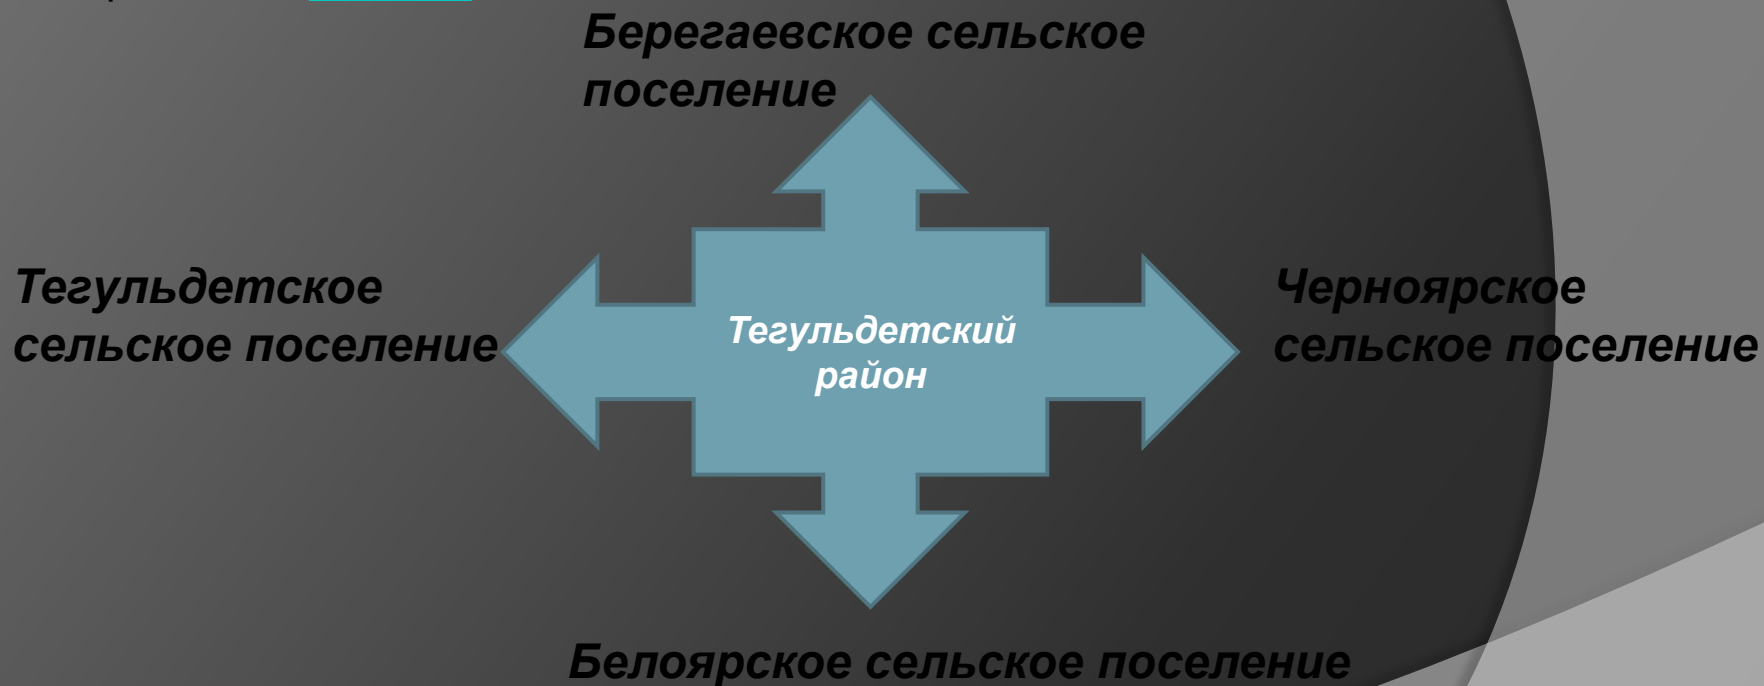 Берегаевское сельское
поселение
Тегульдетское
сельское поселение
Тегульдетский
район
Черноярское
сельское поселение
Белоярское сельское поселение